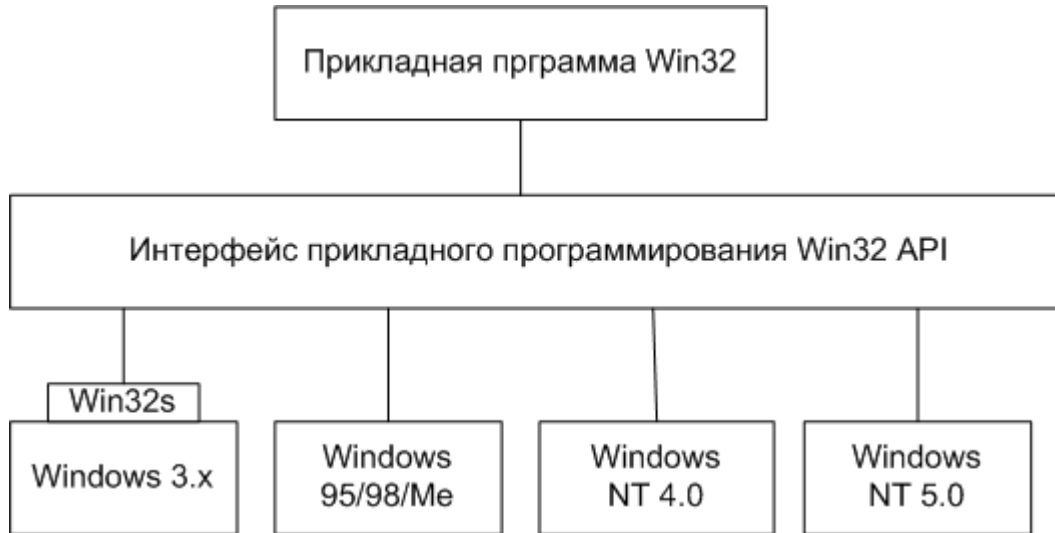 Прикладная прграмма Win32
Интерфейс прикладного программирования Win32 API
Win32s
Windows 3.x
Windows
95/98/Me
Windows
NT 4.0
Windows
NT 5.0